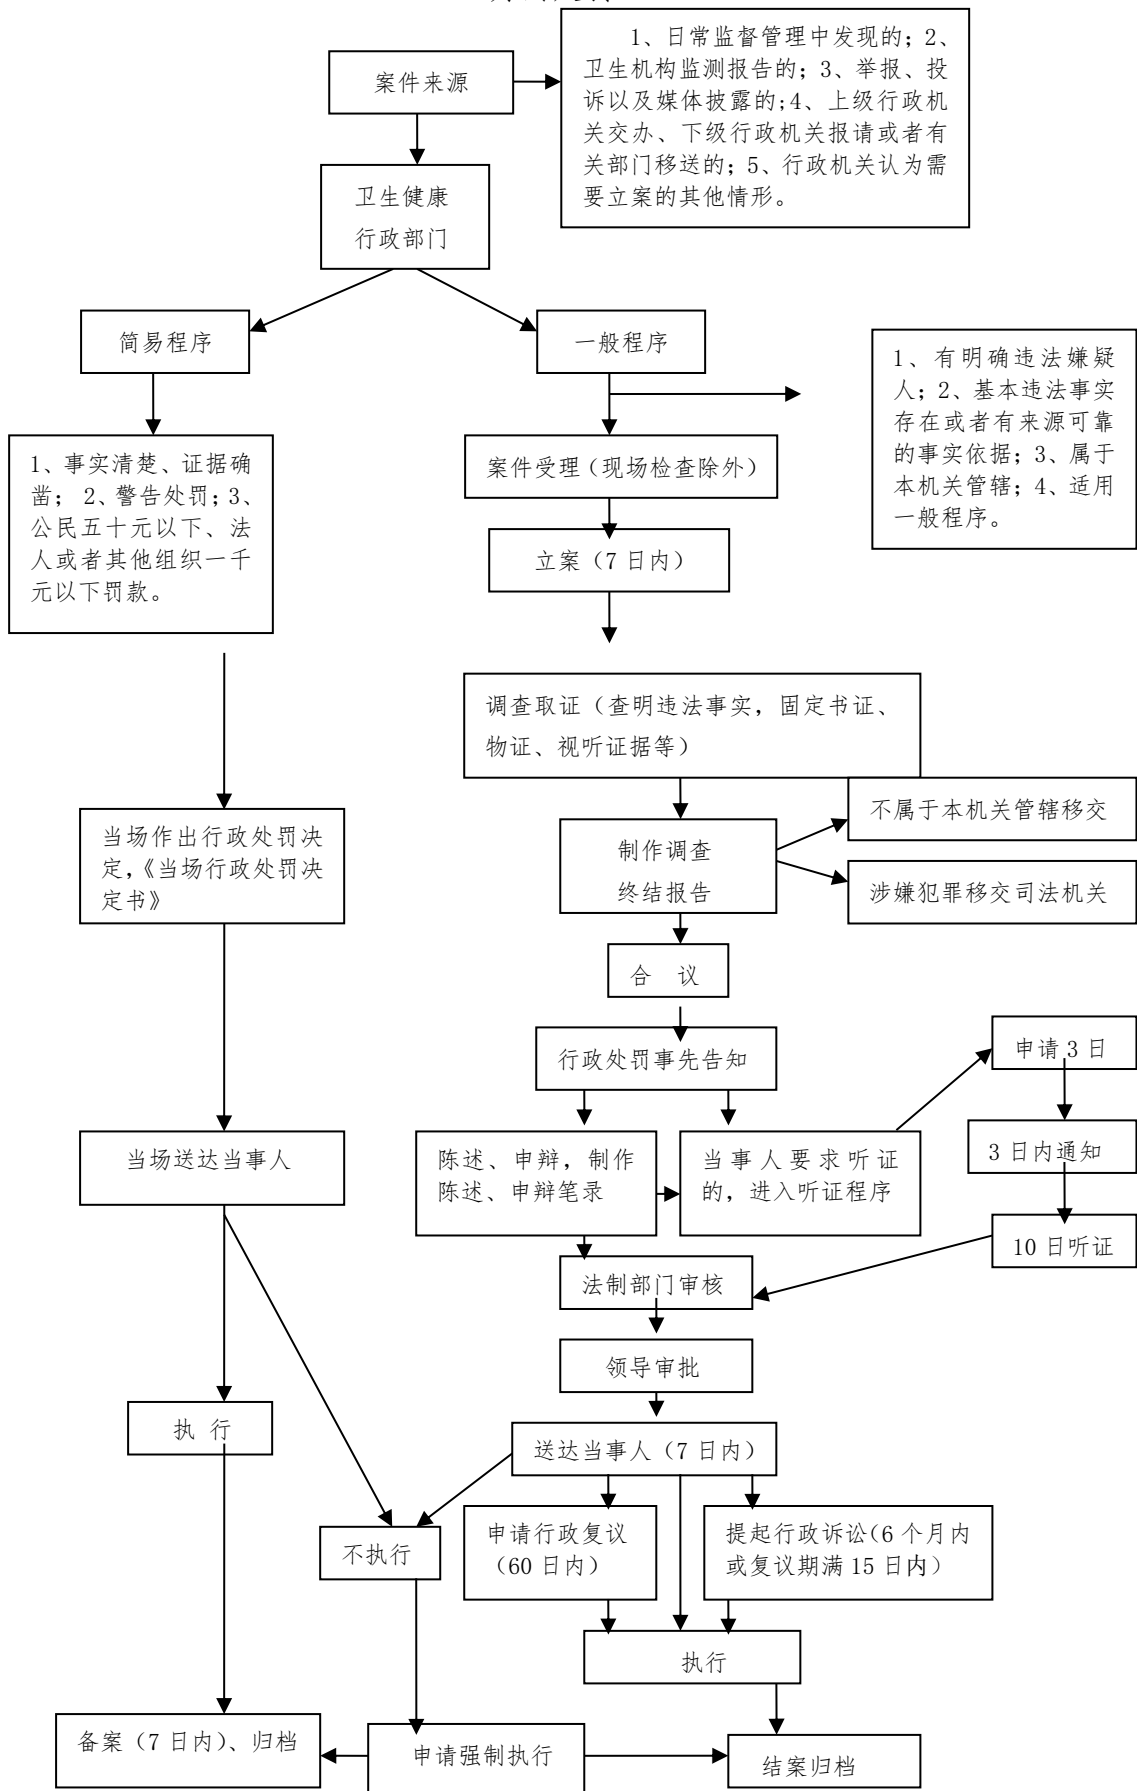 案件来源
1、日常监督管理中发现的；2、
卫生机构监测报告的；3、举报、投
诉以及媒体披露的；4、上级行政机
关交办、下级行政机关报请或者有
关部门移送的；5、行政机关认为需
要立案的其他情形。
卫生健康
行政部门
简易程序
一般程序
1、有明确违法嫌疑
人；2、基本违法事实
存在或者有来源可靠
的事实依据；3、属于
本机关管辖；4、适用
一般程序。
1、事实清楚、证据确
凿； 2、警告处罚；3、
公民五十元以下、法
人或者其他组织一千
元以下罚款。
案件受理（现场检查除外）
立案（7 日内）
调查取证（查明违法事实，固定书证、
物证、视听证据等）
不属于本机关管辖移交
当场作出行政处罚决
定，《当场行政处罚决
定书》
制作调查
终结报告
涉嫌犯罪移交司法机关
合 议
行政处罚事先告知
申请 3 日
当场送达当事人
陈述、申辩，制作
陈述、申辩笔录
当事人要求听证
的，进入听证程序
3 日内通知
10 日听证
法制部门审核
领导审批
执 行
送达当事人（7 日内）
不执行
申请行政复议
（60 日内）
提起行政诉讼（6 个月内
或复议期满 15 日内）
执行
备案（7 日内）、归档
申请强制执行
结案归档